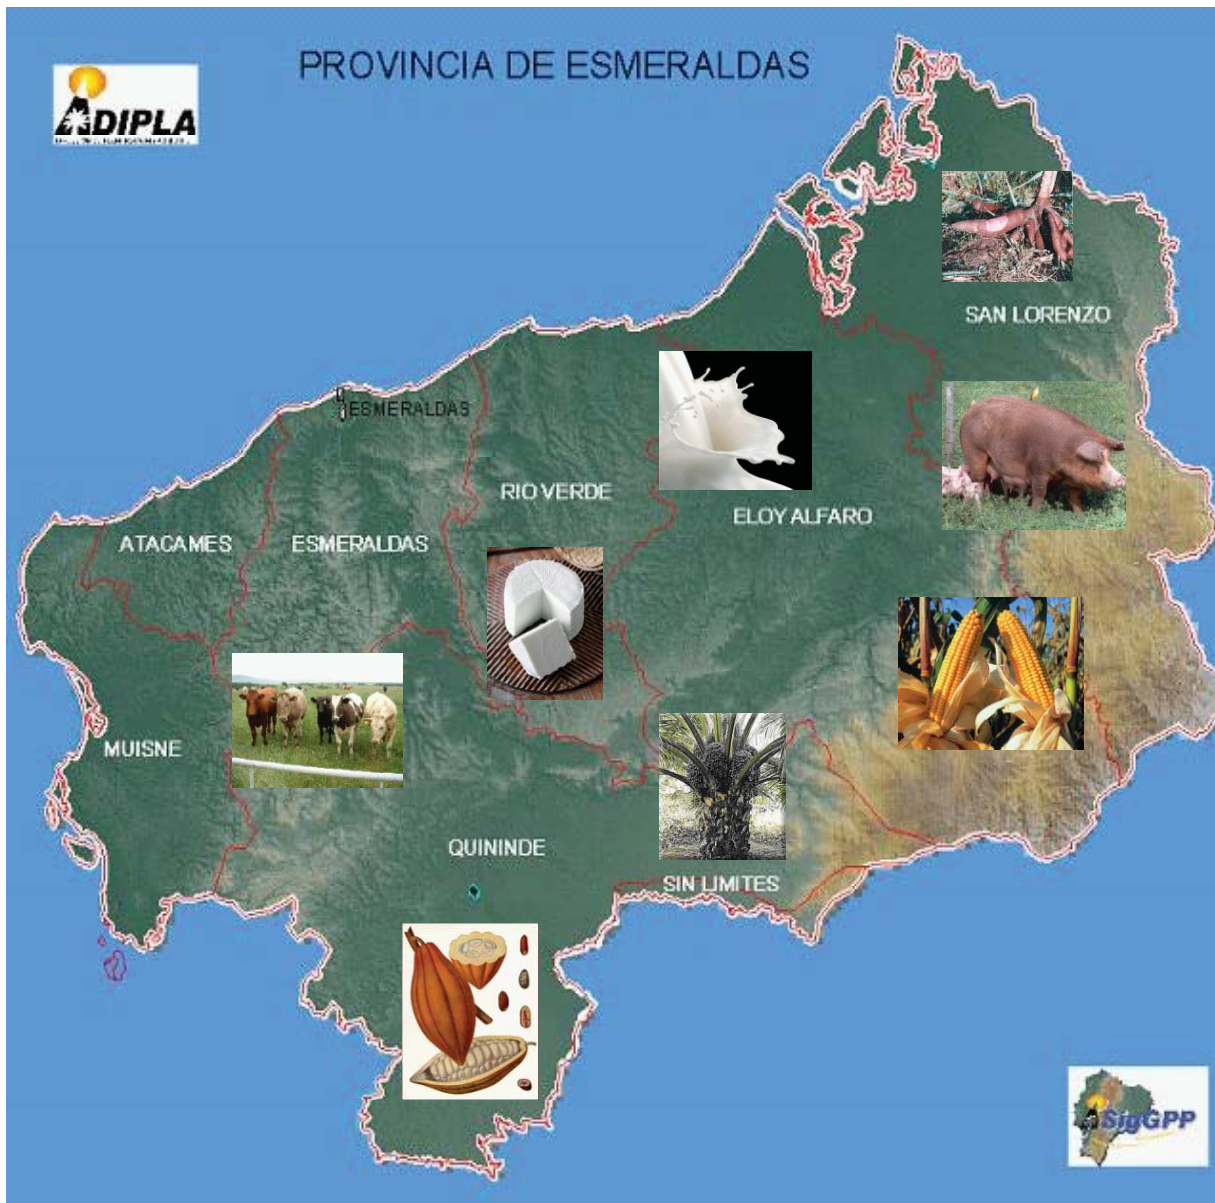 PROVINCIA DE ESMERALDAS
ADIPLA
SAN LORENZO
ESMERALDAS
RIO VERDE
ELOY ALFARO
ATACAMES
ESMERALDAS
MUISNE
QUININDE
SIN LIMITES
SigGPP